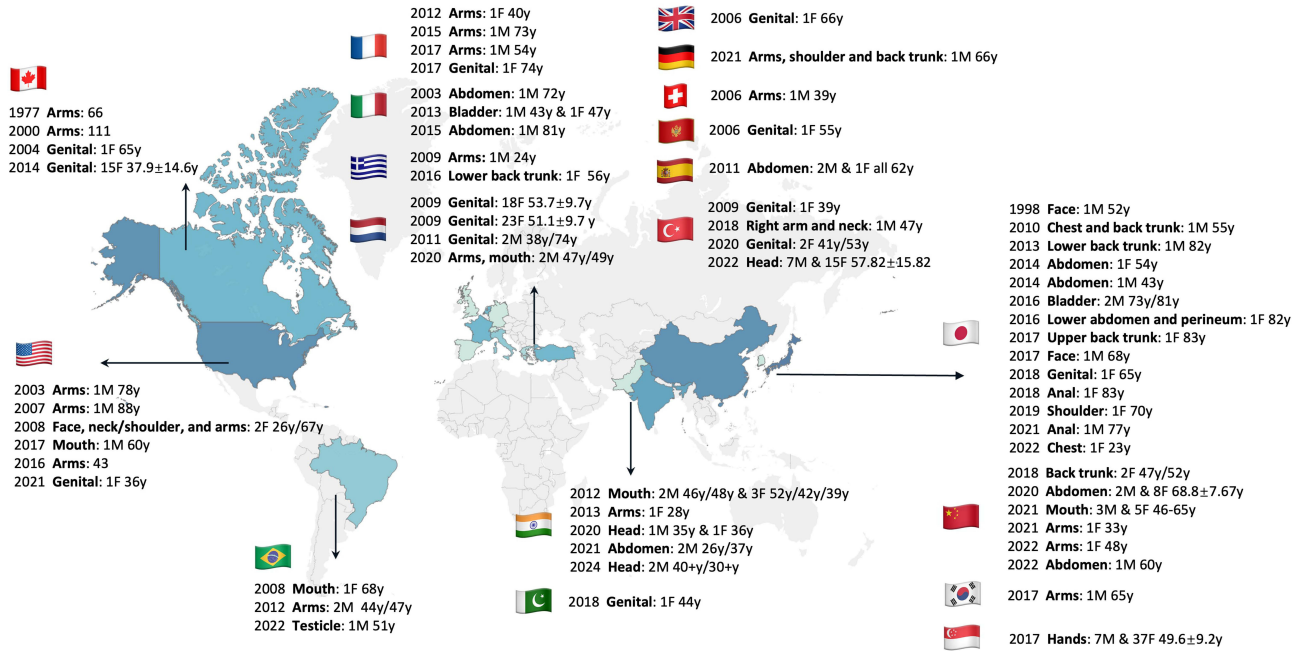 1977 Arms: 66
2000 Arms: 111
2004 Genital: 1F 65y
2014 Genital: 15F 37.9±14.6y
2003 Arms: 1M 78y
2007 Arms: 1M 88y
2008 Face, neck/shoulder, and arms: 2F 26y/67y
2017 Mouth: 1M 60y
2016 Arms: 43
2021 Genital: 1F 36y
2008 Mouth: 1F 68y
2012 Arms: 2M 44y/47y
2022 Testicle: 1M 51y
2012 Arms: 1F 40y
2015 Arms: 1M 73y
2017 Arms: 1M 54y
2017 Genital: 1F 74y
2003 Abdomen: 1M 72y
2013 Bladder: 1M 43y & 1F 47y
2015 Abdomen: 1M 81y
2009 Arms: 1M 24y
2016 Lower back trunk: 1F 56y
2009 Genital: 18F 53.7±9.7y
2009 Genital: 23F 51.1±9.7 y
2011 Genital: 2M 38y/74y
2020 Arms, mouth: 2M 47y/49y
2006 Genital: 1F 66y
2021 Arms, shoulder and back trunk: 1M 66y
2006 Arms: 1M 39y
2006 Genital: 1F 55y
2011 Abdomen: 2M & 1F all 62y
2009 Genital: 1F 39y
2018 Right arm and neck: 1M 47y
2020 Genital: 2F 41y/53y
2022 Head: 7M & 15F 57.82±15.82
2012 Mouth: 2M 46y/48y & 3F 52y/42y/39y
2013 Arms: 1F 28y
2020 Head: 1M 35y & 1F 36y
2021 Abdomen: 2M 26y/37y
2024 Head: 2M 40+y/30+y
2018 Genital: 1F 44y
1998 Face: 1M 52y
2010 Chest and back trunk: 1M 55y
2013 Lower back trunk: 1M 82y
2014 Abdomen: 1F 54y
2014 Abdomen: 1M 43y
2016 Bladder: 2M 73y/81y
2016 Lower abdomen and perineum: 1F 82y
2017 Upper back trunk: 1F 83y
2017 Face: 1M 68y
2018 Genital: 1F 65y
2018 Anal: 1F 83y
2019 Shoulder: 1F 70y
2021 Anal: 1M 77y
2022 Chest: 1F 23y
2018 Back trunk: 2F 47y/52y
2020 Abdomen: 2M & 8F 68.8±7.67y
2021 Mouth: 3M & 5F 46-65y
2021 Arms: 1F 33y
2022 Arms: 1F 48y
2022 Abdomen: 1M 60y
2017 Arms: 1M 65y
2017 Hands: 7M & 37F 49.6±9.2y